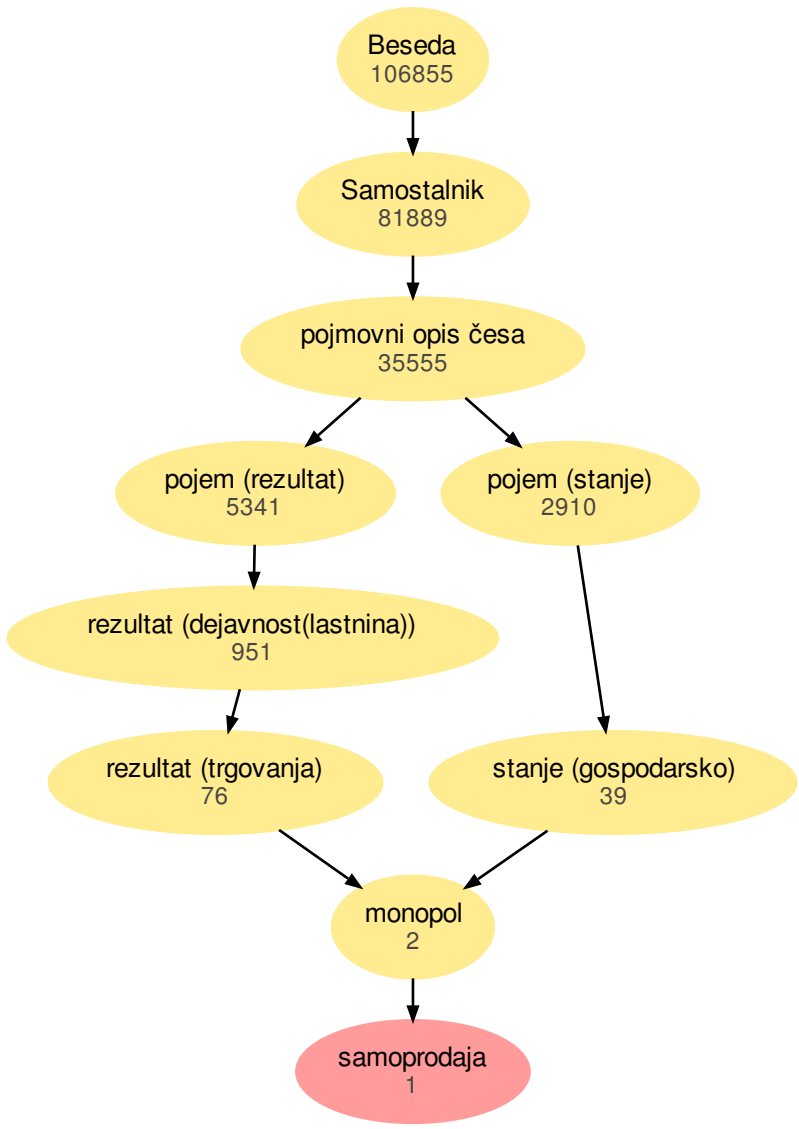 Beseda
106855
Samostalnik
81889
pojmovni opis česa
35555
pojem (rezultat)
5341
pojem (stanje)
2910
rezultat (dejavnost(lastnina))
951
rezultat (trgovanja)
76
stanje (gospodarsko)
39
monopol
2
samoprodaja
1